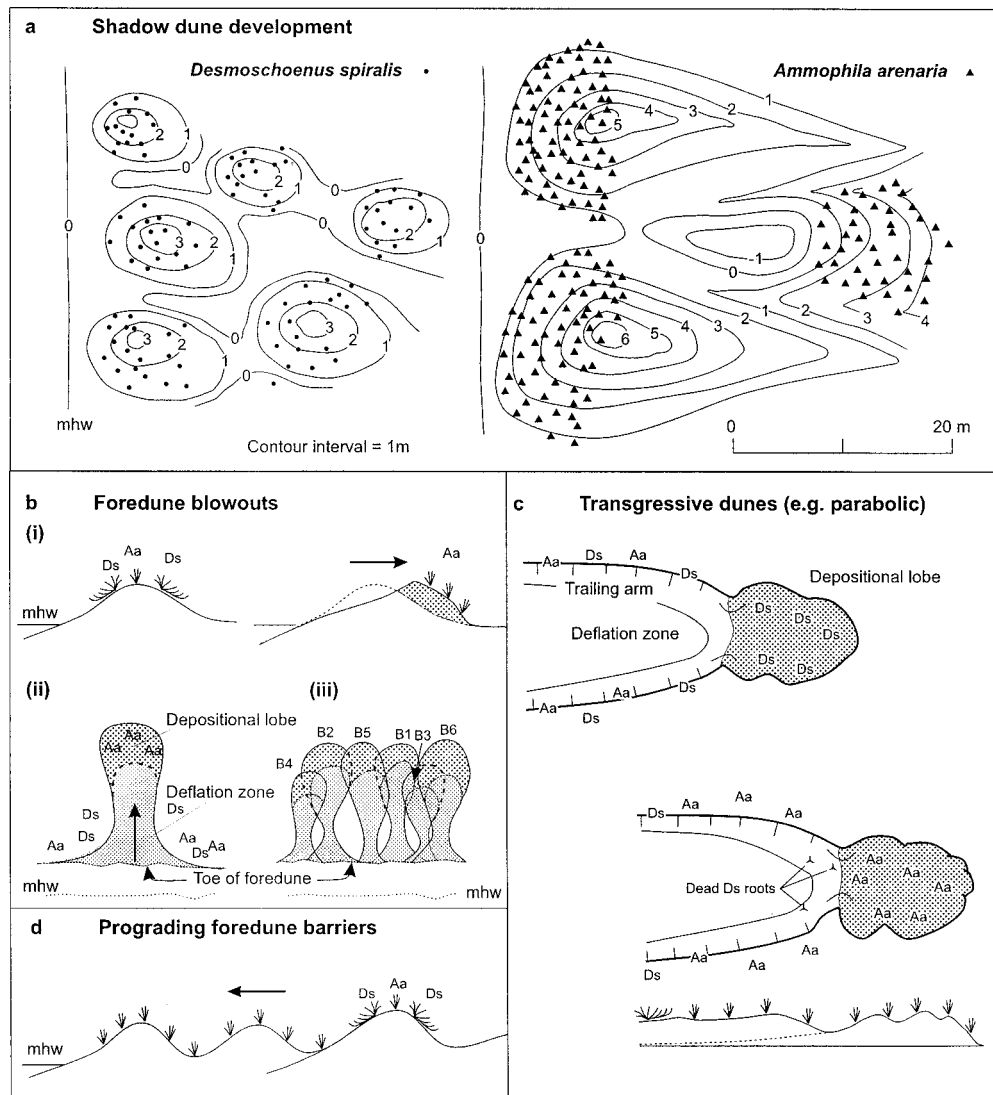 a Shadow dune development
Desmoschoenus spiralis
Ammophila arenaria
2
1
0
2
1
0
0
2
3
2
1
0
3
2
1
0
3
1
0
mhw
Contour interval = 1m
0
5
4
3
2
1
-1
0
6
5
4
3
2
1
1
2
3
4
0 20 m
b Foredune blowouts
(i)
Aa
Ds Ds
mhw
Aa
(ii)
Depositional lobe
Aa
Aa Aa
Deflation zone
Ds
Ds
Ds
Aa
Aa
Ds Aa
(iii)
B2 B5 B1 B3 B6
B4
Toe of foredune
mhw
mhw
c Transgressive dunes (e.g. parabolic)
Aa Ds Aa
Ds
Trailing arm
Deflation zone
Depositional lobe
Ds
Ds
Ds
Ds
Ds
Aa
Ds
Aa
Ds
Ds Aa Aa Aa
Dead Ds roots
Aa
Aa
Aa
Aa
Aa
Aa
Ds Aa Aa Aa
d Prograding foredune barriers
Aa
Ds Ds
mhw